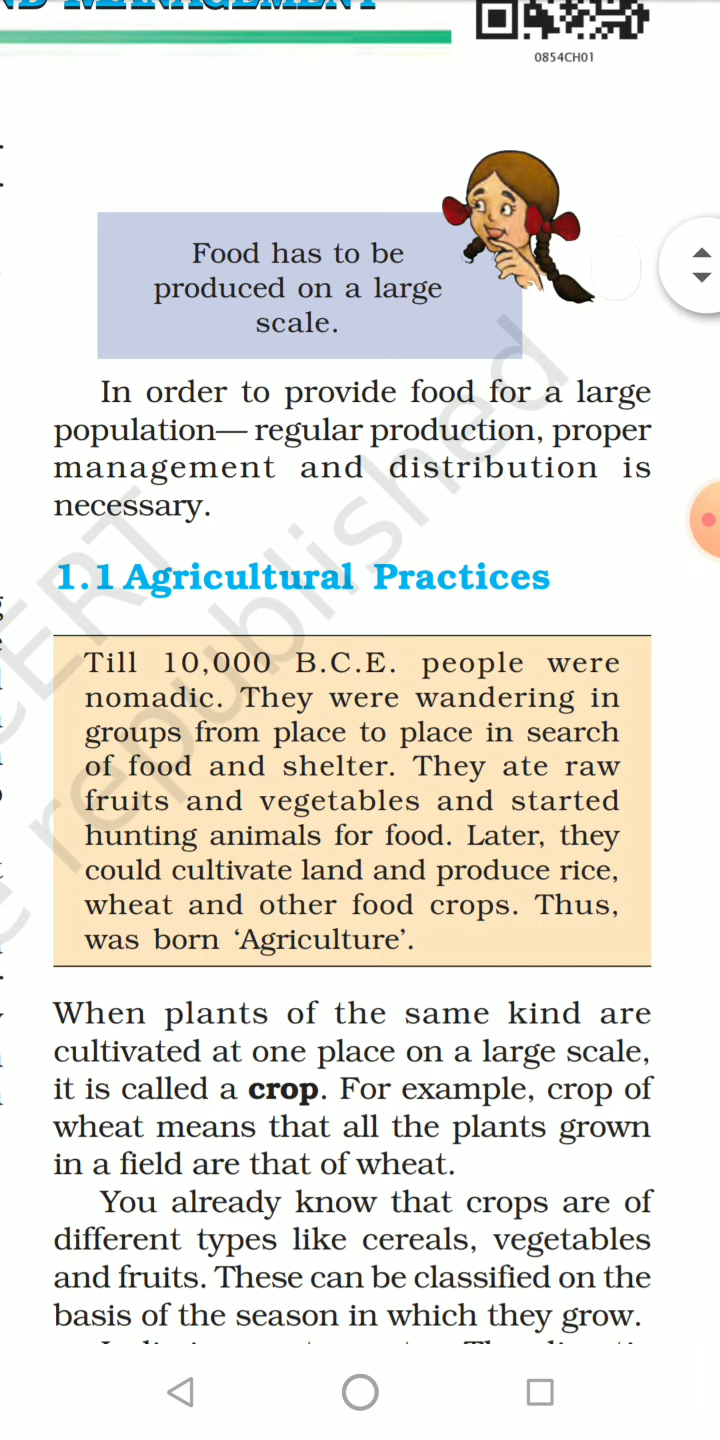 MANAGEMENT
0854CH01
Food has to be
produced on a large
scale.
In order to provide food for a large
population— regular production, proper
management and distribution is
necessary.
1.1 Agricultural Practices
Till 10,000 B.C.E. people were
nomadic. They were wandering in
groups from place to place in search
of food and shelter. They ate raw
fruits and vegetables and started
hunting animals for food. Later, they
could cultivate land and produce rice,
wheat and other food crops. Thus,
was born ‘Agriculture’.
When plants of the same kind are
cultivated at one place on a large scale,
it is called a crop. For example, crop of
wheat means that all the plants grown
in a field are that of wheat.
You already know that crops are of
different types like cereals, vegetables
and fruits. These can be classified on the
basis of the season in which they grow.
republished